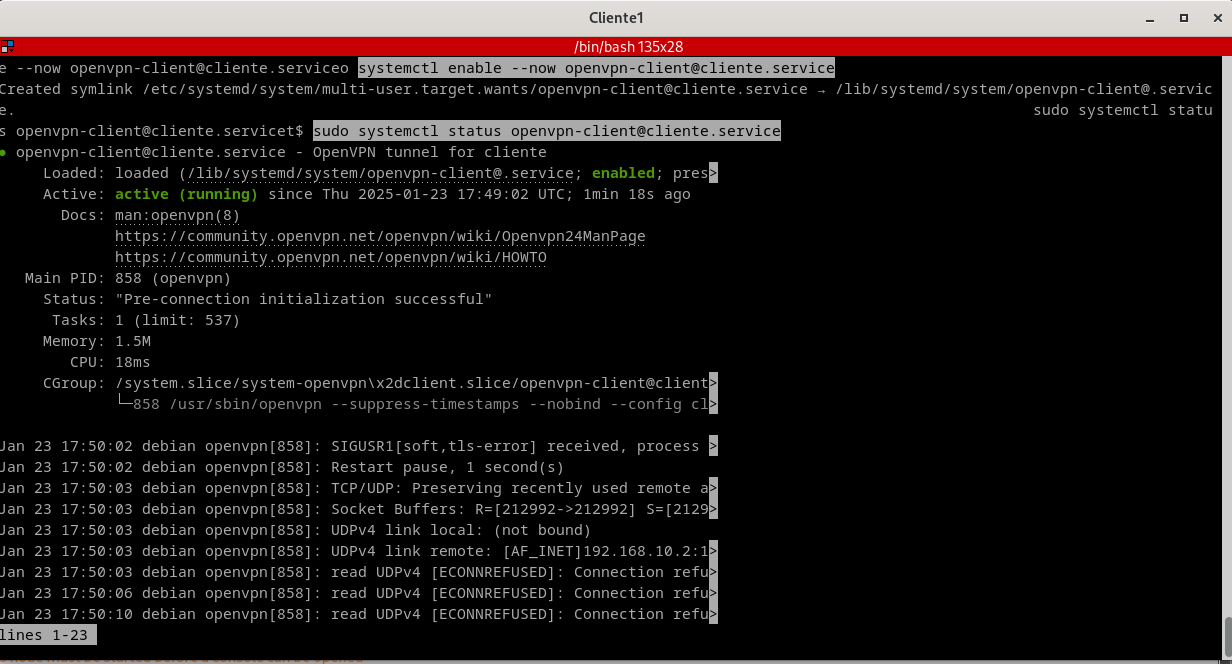 Cliente1
/bin/bash 135x28
e --now openvpn-client@cliente.serviceo systemctl enable --now openvpn-client@cliente.service
Created symlink /etc/systemd/system/multi-user.target.wants/openvpn-client@cliente.service → /lib/systemd/system/openvpn-client@.servic
e. sudo systemctl statu
s openvpn-client@cliente.servicet$ sudo systemctl status openvpn-client@cliente.service
● openvpn-client@cliente.service - OpenVPN tunnel for cliente
Loaded: loaded (/lib/systemd/system/openvpn-client@.service; enabled; pres>
Active: active (running) since Thu 2025-01-23 17:49:02 UTC; 1min 18s ago
Docs: man:openvpn(8)
https://community.openvpn.net/openvpn/wiki/Openvpn24ManPage
https://community.openvpn.net/openvpn/wiki/HOWTO
Main PID: 858 (openvpn)
Status: "Pre-connection initialization successful"
Tasks: 1 (limit: 537)
Memory: 1.5M
CPU: 18ms
CGroup: /system.slice/system-openvpn\x2dclient.slice/openvpn-client@client>
└─858 /usr/sbin/openvpn --suppress-timestamps --nobind --config cl>
Jan 23 17:50:02 debian openvpn[858]: SIGUSR1[soft,tls-error] received, process >
Jan 23 17:50:02 debian openvpn[858]: Restart pause, 1 second(s)
Jan 23 17:50:03 debian openvpn[858]: TCP/UDP: Preserving recently used remote a>
Jan 23 17:50:03 debian openvpn[858]: Socket Buffers: R=[212992->212992] S=[2129>
Jan 23 17:50:03 debian openvpn[858]: UDPv4 link local: (not bound)
Jan 23 17:50:03 debian openvpn[858]: UDPv4 link remote: [AF_INET]192.168.10.2:1>
Jan 23 17:50:03 debian openvpn[858]: read UDPv4 [ECONNREFUSED]: Connection refu>
Jan 23 17:50:06 debian openvpn[858]: read UDPv4 [ECONNREFUSED]: Connection refu>
Jan 23 17:50:10 debian openvpn[858]: read UDPv4 [ECONNREFUSED]: Connection refu>
lines 1-23